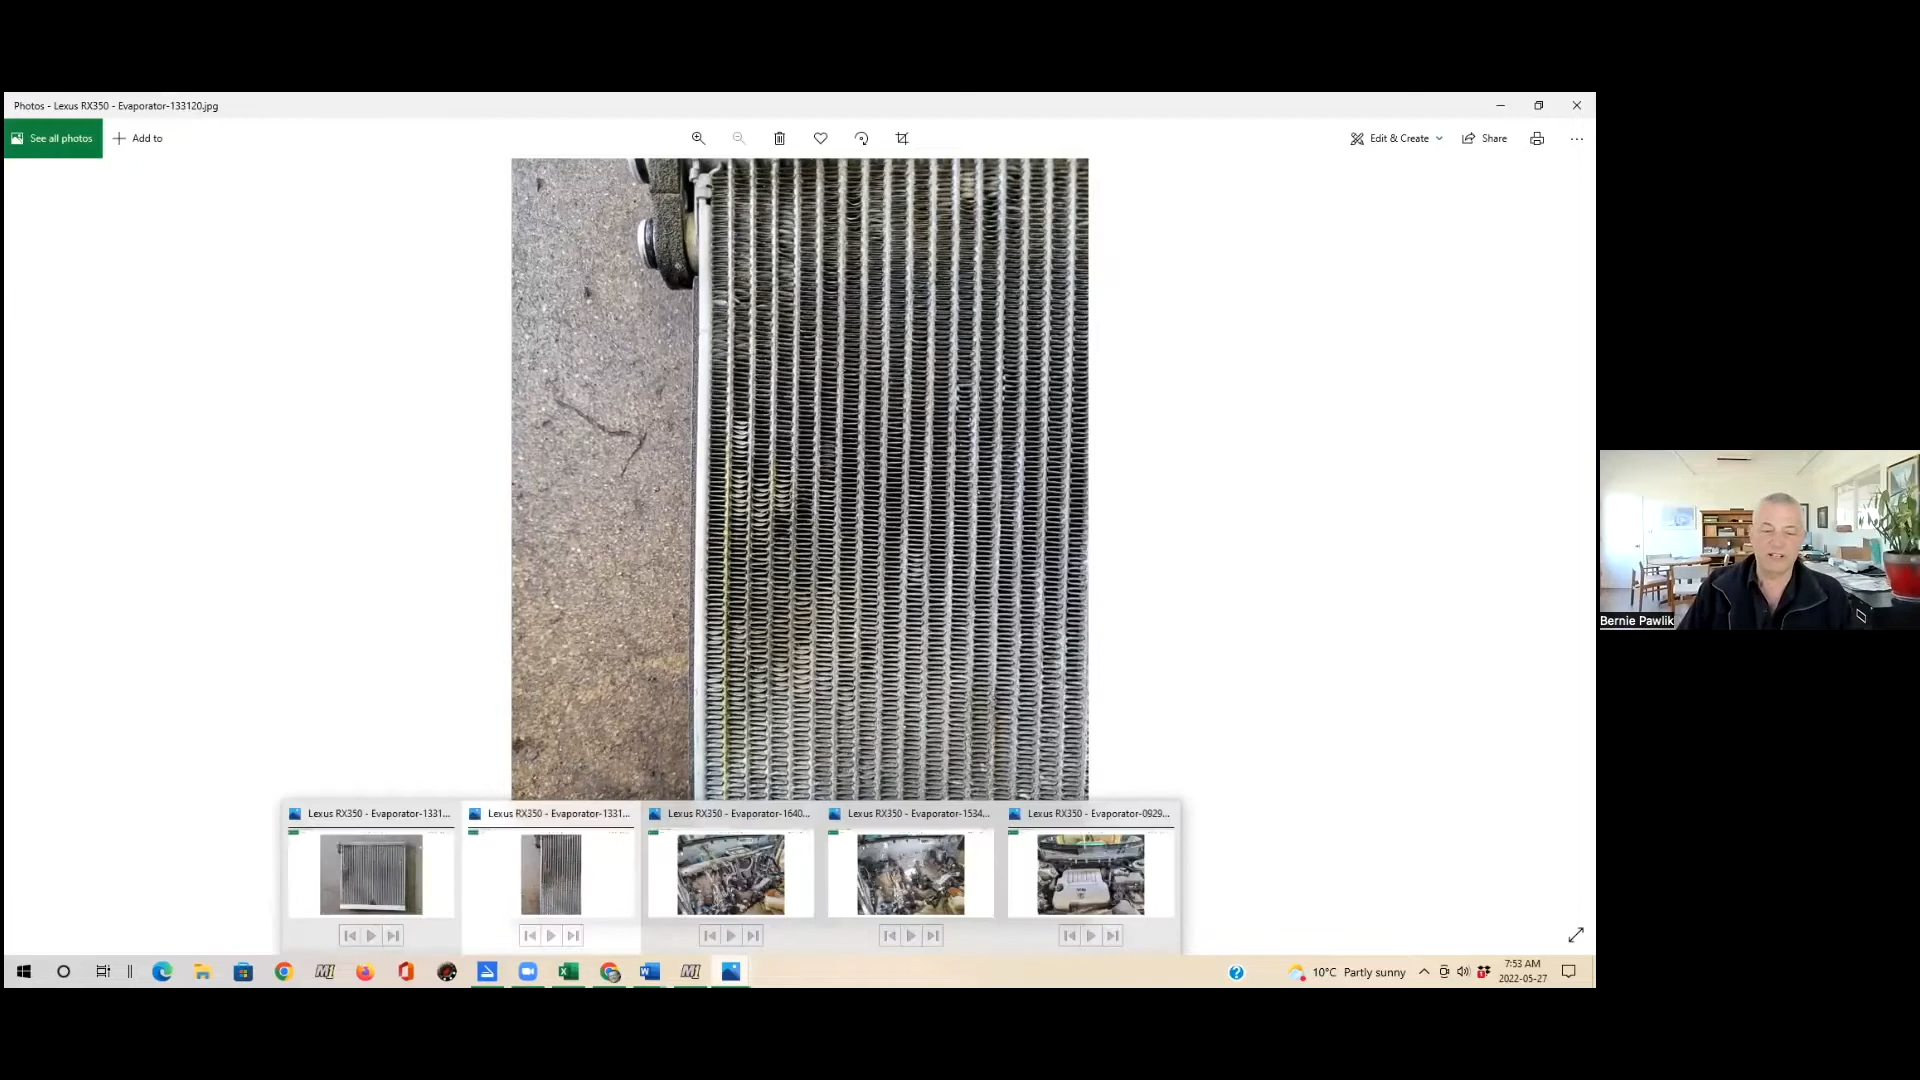 Photos - Lexus RX350 - Evaporator-133120.jpg
See all photos
Add to
Edit & Create
Share
Lexus RX350 - Evaporator-1331...
Lexus RX350 - Evaporator-1331...
Lexus RX350 - Evaporator-1640...
Lexus RX350 - Evaporator-1534...
Lexus RX350 - Evaporator-0929...
Bernie Pawlik
10°C Partly sunny
7:53 AM
2022-05-27